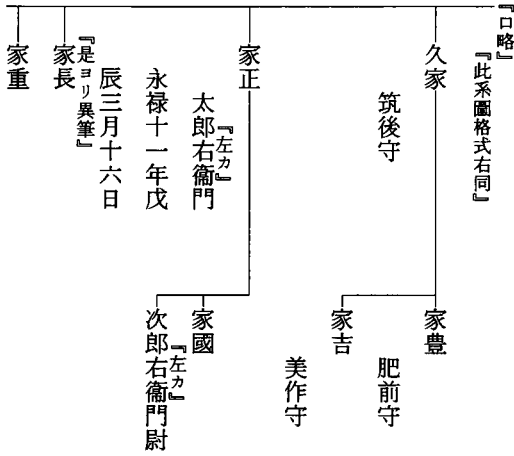 『口略』
『此系圖格式右同』
久家
筑後守
家豊
肥前守
家吉
美作守
家正
『左カ』
太郎右衞門
永禄十一年戊
辰三月十六日
家國
『左カ』
次郎右衞門尉
『是ヨリ異筆』
家長
家重